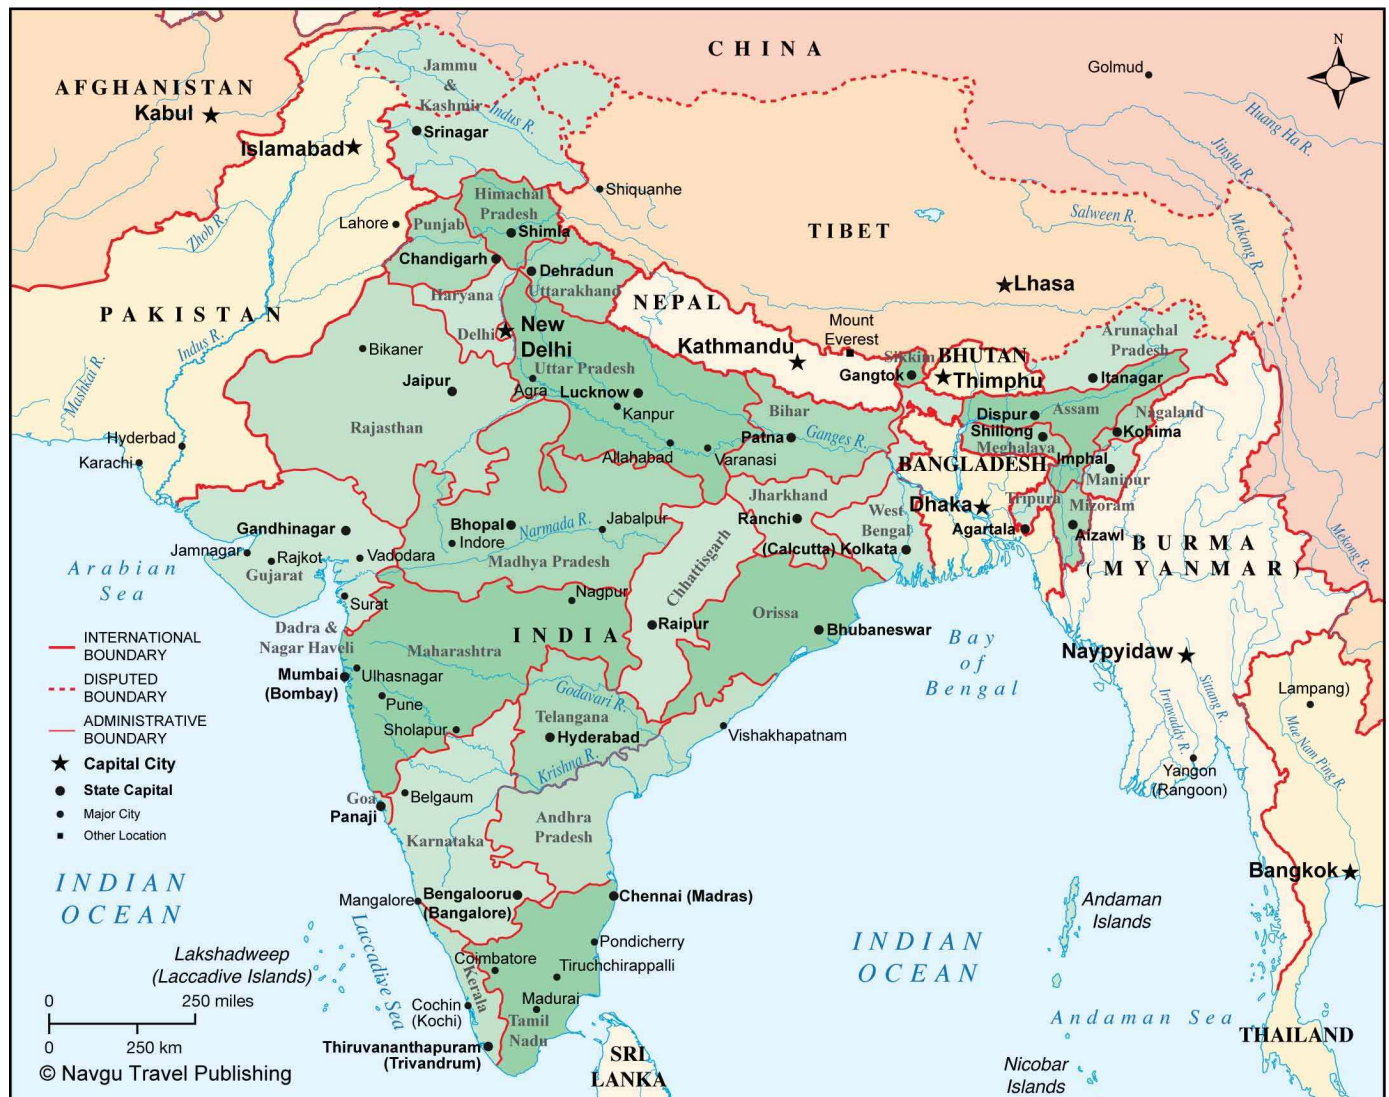 CHINA
N
Golmud
Jammu
&
Kashmir
AFGHANISTAN
Kabul
Indus R.
Huang Ha R.
Srinagar
Islamabad
Jinsha R.
Shiquanhe
Himachal
Pradesh
Salween R.
Lahore
Punjab
Zhob R.
Shimla
TIBET
Mekong R.
Chandigarh
Dehradun
Uttarakhand
Lhasa
Haryana
NEPAL
PAKISTAN
Indus R.
Delhi
New
Delhi
Mount
Everest
Arunachal
Pradesh
Bikaner
Kathmandu
Sikkim
BHUTAN
Mashkai R.
Uttar Pradesh
Gangtok
Thimphu
Itanagar
Jaipur
Agra
Lucknow
Kanpur
Bihar
Dispur
Assam
Nagaland
Rajasthan
Patna
Ganges R.
Shillong
Kohima
Hyderbad
Meghalaya
Karachi
Allahabad
Varanasi
BANGLADESH
Imphal
Manipur
Jharkhand
West
Bengal
Dhaka
Tripura
Mizoram
Gandhinagar
Bhopal
Narmada R.
Jabalpur
Ranchi
Agartala
Aizawl
Indore
Jamnagar
Rajkot
Vadodara
(Calcutta) Kolkata
BURMA
(MYANMAR)
Mekong R.
Arabian
Sea
Gujarat
Madhya Pradesh
Chhattisgarh
Surat
Nagpur
Orissa
Dadra &
Nagar Haveli
INDIA
Raipur
Bhubaneswar
Bay
of
Bengal
INTERNATIONAL
BOUNDARY
Maharashtra
Naypyidaw
Mumbai
(Bombay)
Ulhasnagar
DISPUTED
BOUNDARY
Pune
Godavari R.
Lampang)
Sittang R.
Irrawaddy R.
ADMINISTRATIVE
BOUNDARY
Sholapur
Telangana
Hyderabad
Vishakhapatnam
Mae Nam Ping R.
Capital City
Krishna R.
Yangon
(Rangoon)
State Capital
Goa
Panaji
Belgaum
Major City
Andhra
Pradesh
Other Location
Karnataka
Bangkok
INDIAN
OCEAN
Mangalore
Bengalooru
(Bangalore)
Chennai (Madras)
Andaman
Islands
Laccadive Sea
Pondicherry
INDIAN
OCEAN
Lakshadweep
(Laccadive Islands)
Coimbatore
Tiruchchirappalli
Kerala
0 250 miles
Cochin
(Kochi)
Madurai
Tamil
Nadu
Andaman Sea
THAILAND
0 250 km
Thiruvananthapuram
(Trivandrum)
SRI
LANKA
Nicobar
Islands
© Navgu Travel Publishing